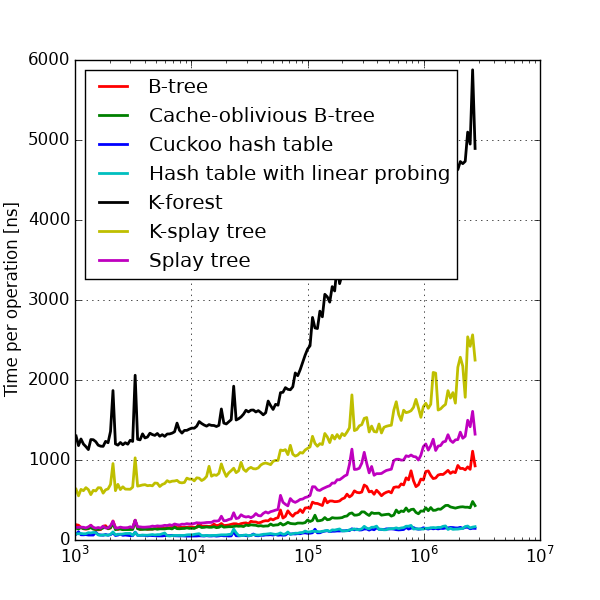 6000
5000
4000
3000
2000
1000
0
Time per operation [ns]
B-tree
Cache-oblivious B-tree
Cuckoo hash table
Hash table with linear probing
K-forest
K-splay tree
Splay tree
10^3 10^4 10^5 10^6 10^7